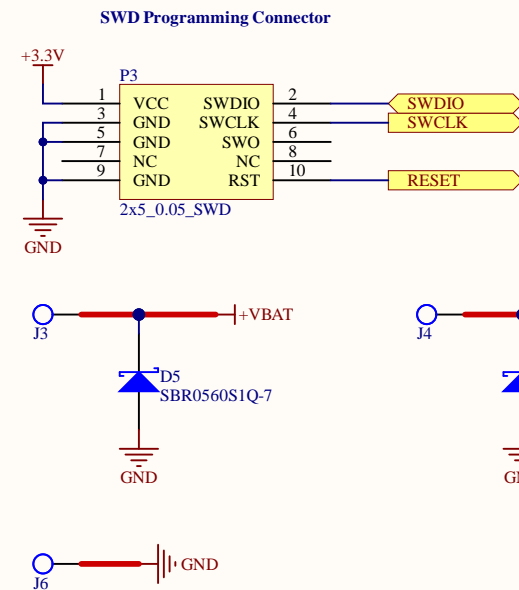 SWD Programming Connector
+3.3V
P3
1 VCC SWDIO 2 SWDIO
3 GND SWCLK 4 SWCLK
5 GND SWO 6
7 NC NC 8
9 GND RST 10 RESET
2x5_0.05_SWD
GND
+VBAT
J3 J4
D5
SBR0560S1Q-7
GND
GND
J6